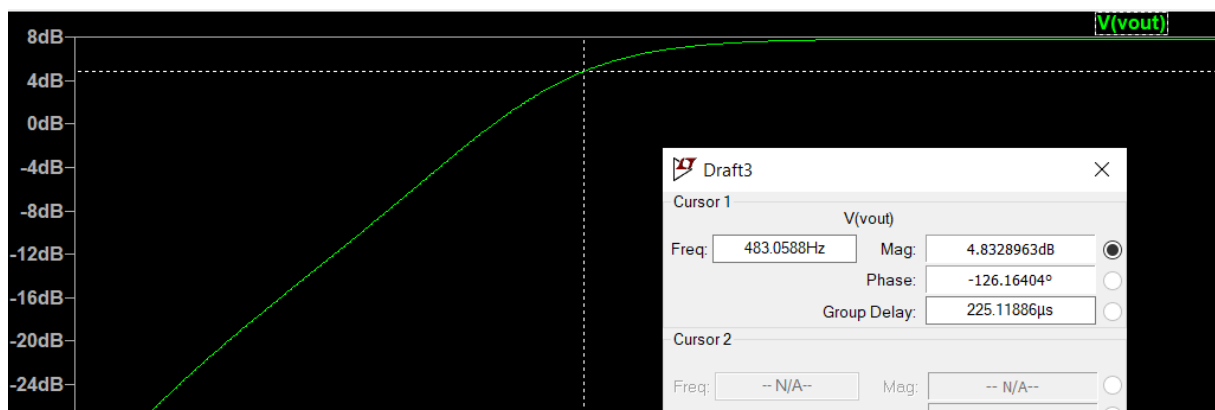 V(vout)
8dB
4dB
0dB
-4dB
-8dB
-12dB
-16dB
-20dB
-24dB
Draft3
Cursor 1
V(vout)
Freq: 483.0588Hz Mag: 4.8328963dB
Phase: -126.16404º
Group Delay: 225.11886µs
Cursor 2
Freq: -- N/A-- Mag: -- N/A--